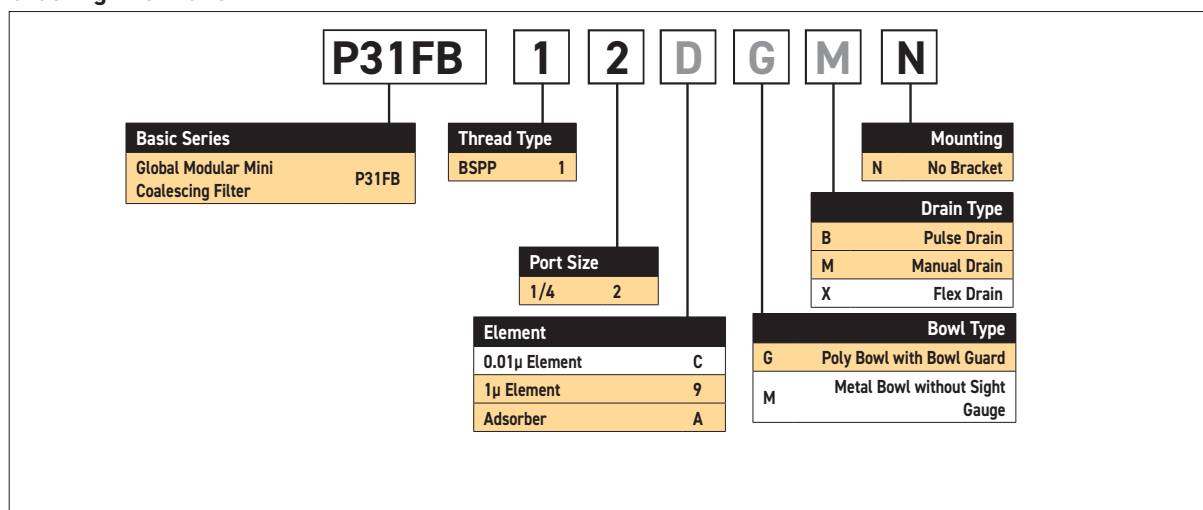 P31FB 1 2 D G M N
Basic Series
Global Modular Mini
Coalescing Filter P31FB
Thread Type
BSPP 1
Mounting
N No Bracket
Drain Type
B Pulse Drain
M Manual Drain
X Flex Drain
Port Size
1/4 2
Element
0.01µ Element C
1µ Element 9
Adsorber A
Bowl Type
G Poly Bowl with Bowl Guard
M Metal Bowl without Sight
Gauge